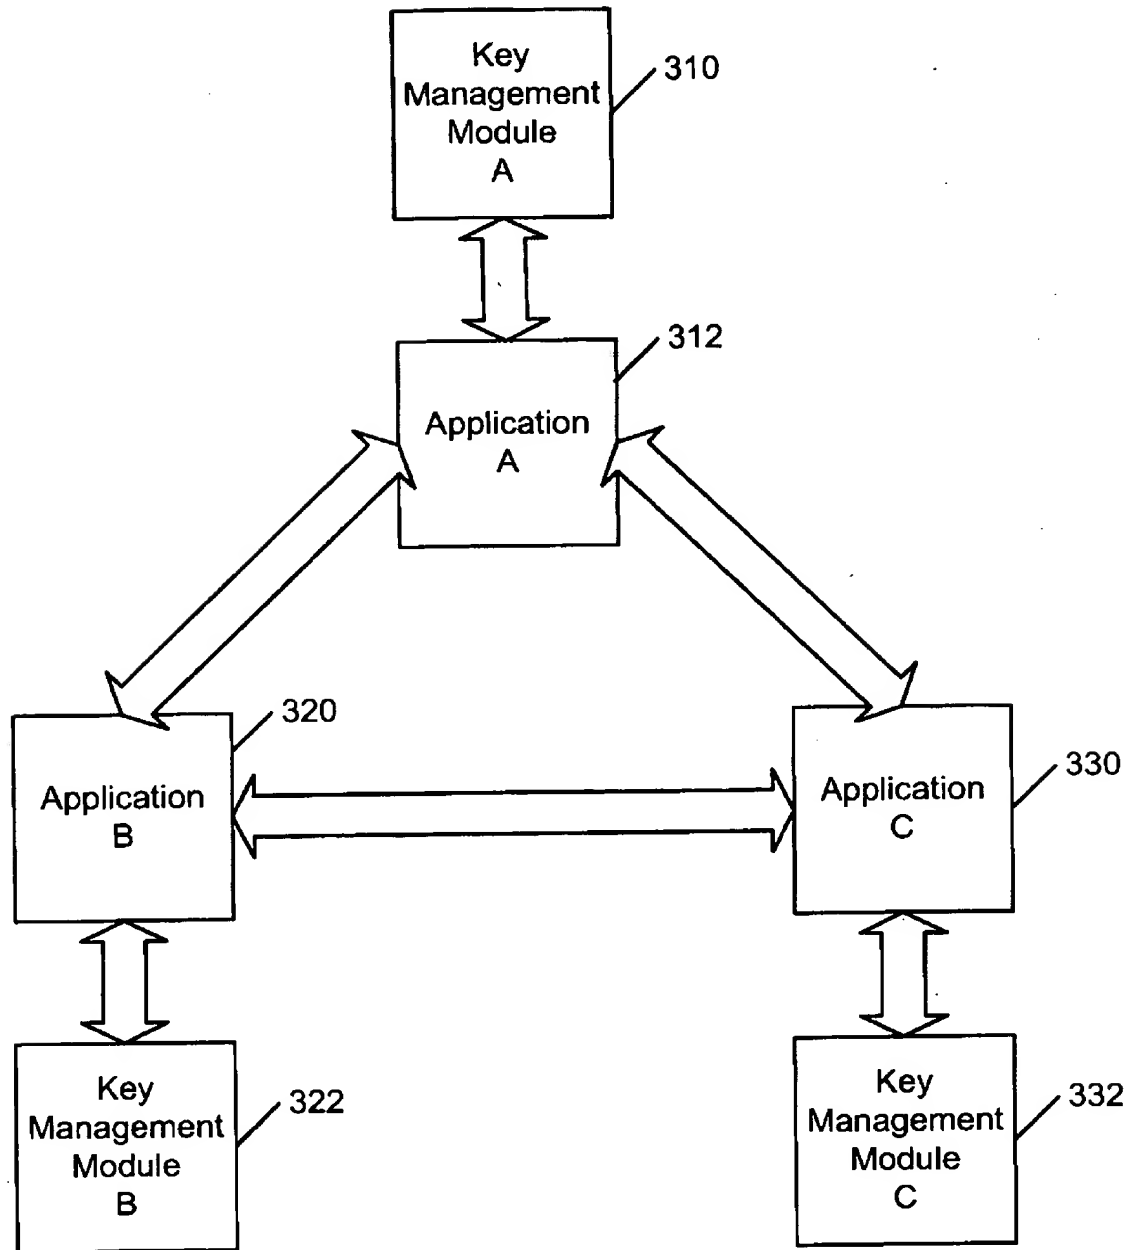 Key
Management
Module
A
310
312
Application
A
320
Application
B
330
Application
C
Key
Management
Module
B
322
Key
Management
Module
C
332